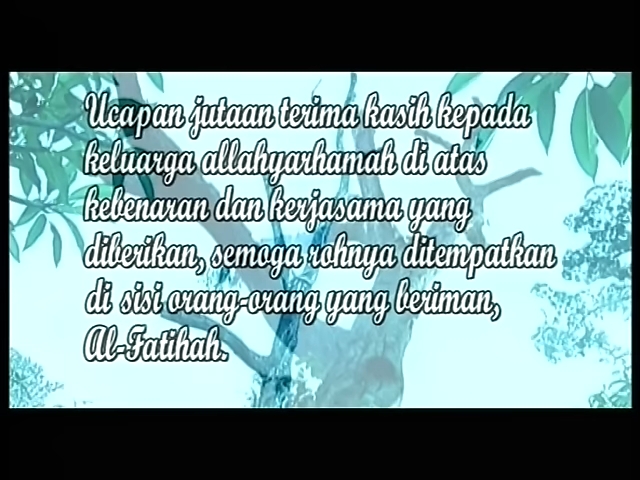 Ucapan jutaan terima kasih kepada
keluarga allahyarhamah di atas
kebenaran dan kerjasama yang
diberikan, semoga rohnya ditempatkan
di sisi orang-orang yang beriman,
Al-Fatihah.